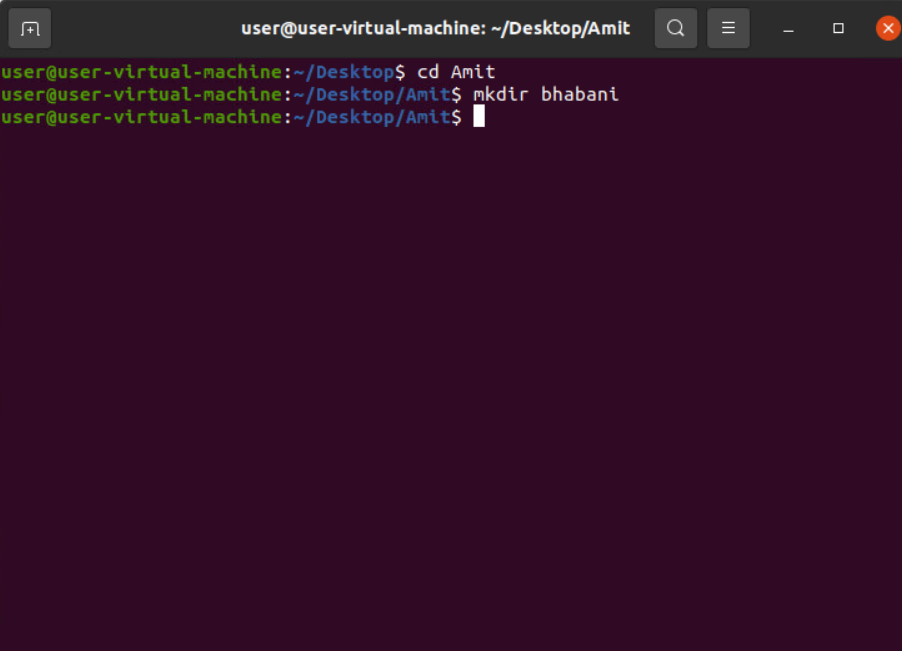 user@user-virtual-machine: ~/Desktop/Amit
user@user-virtual-machine:~/Desktop$ cd Amit
user@user-virtual-machine:~/Desktop/Amit$ mkdir bhabani
user@user-virtual-machine:~/Desktop/Amit$